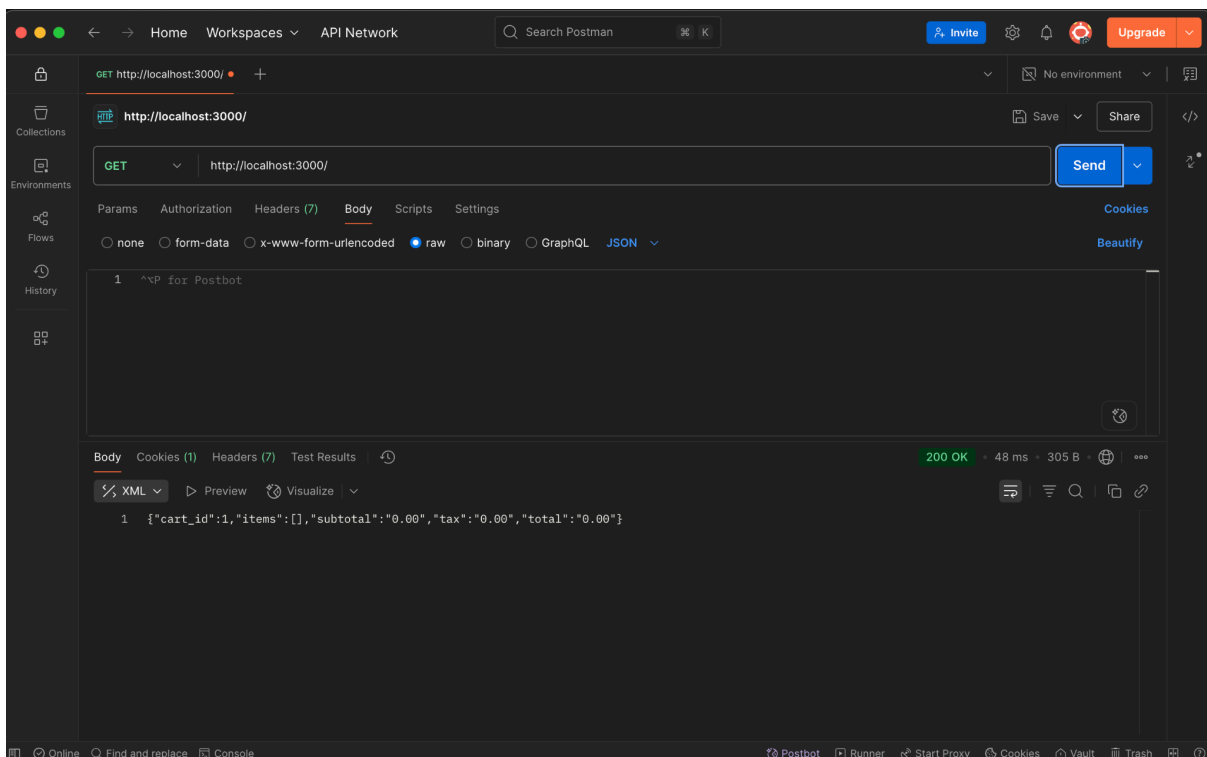 Home Workspaces API Network Search Postman ⌘ K Invite Upgrade
GET http://localhost:3000/ No environment
HTTP http://localhost:3000/ Save Share
Collections
GET http://localhost:3000/ Send
Environments
Params Authorization Headers (7) Body Scripts Settings Cookies
Flows
none form-data x-www-form-urlencoded raw binary GraphQL JSON Beautify
History
1 ^⌥P for Postbot
Body Cookies (1) Headers (7) Test Results 200 OK • 48 ms • 305 B
XML Preview Visualize
1 {"cart_id":1,"items":[],"subtotal":"0.00","tax":"0.00","total":"0.00"}
Online Find and replace Console Postbot Runner Start Proxy Cookies Vault Trash